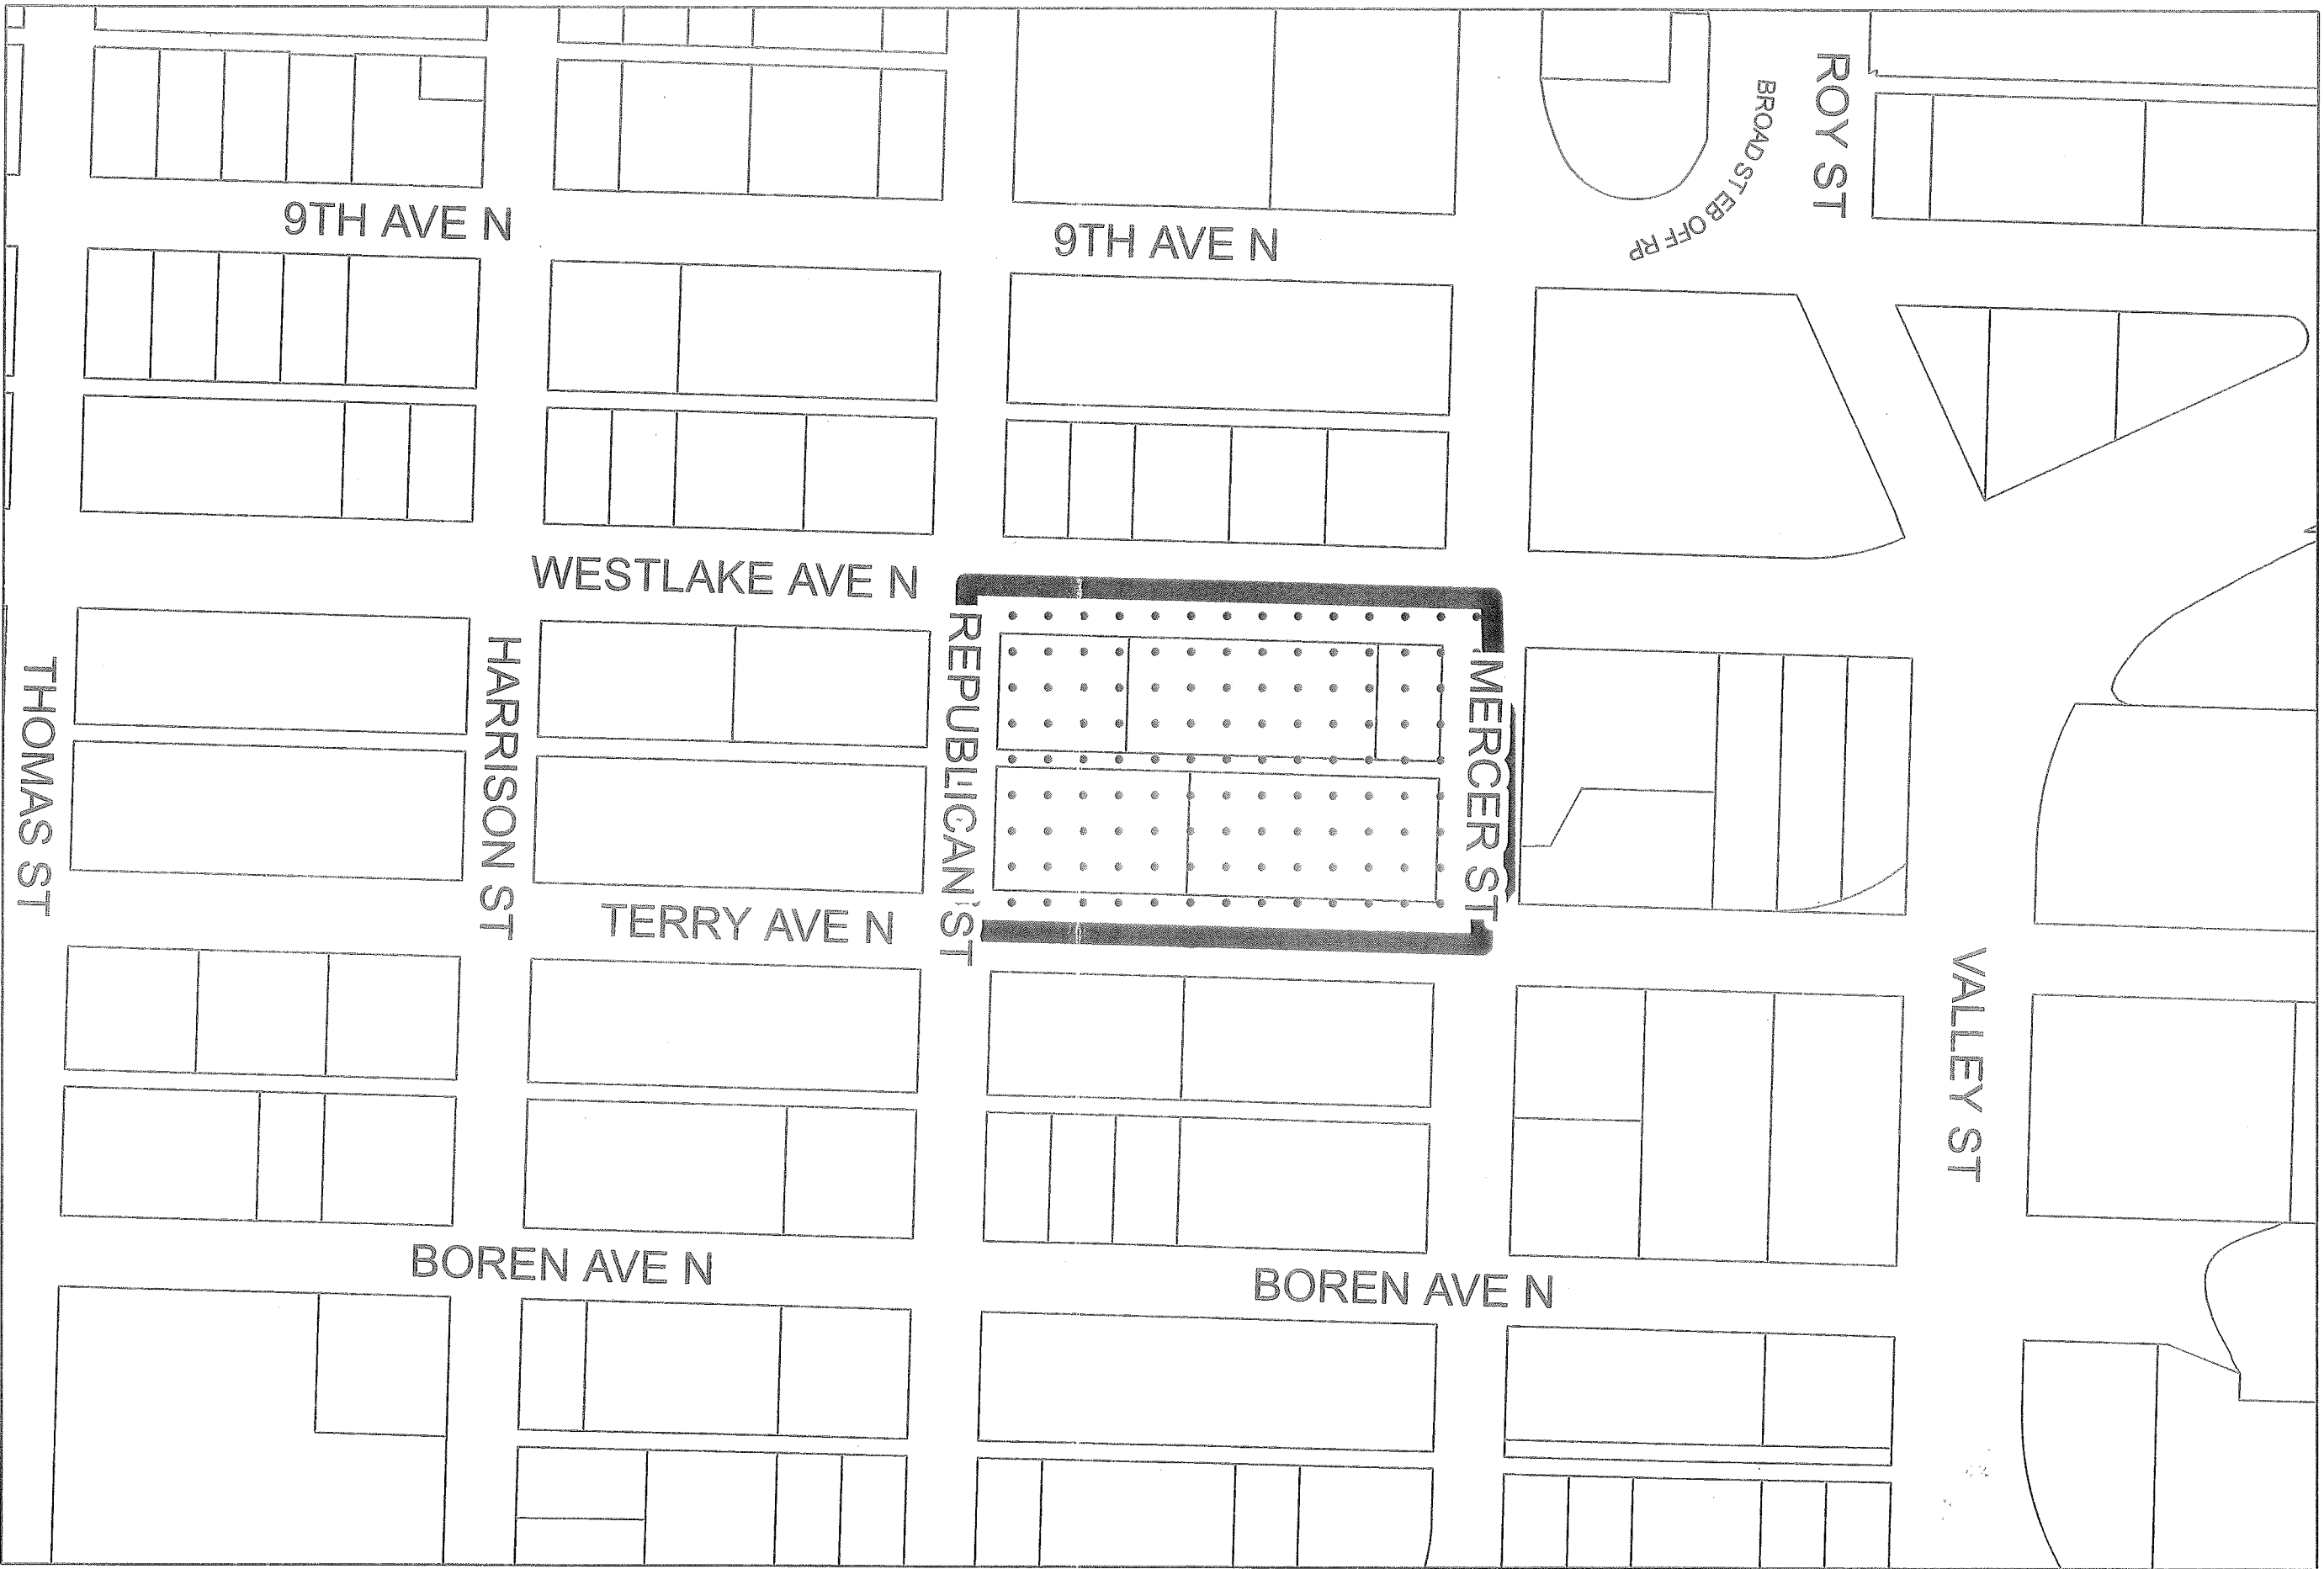 ROY ST
BROAD ST EB OFF RP
9TH AVE N
9TH AVE N
WESTLAKE AVE N
THOMAS ST
HARRISON ST
REPUBLICAN ST
MERCER ST
TERRY AVE N
VALLEY ST
BOREN AVE N
BOREN AVE N